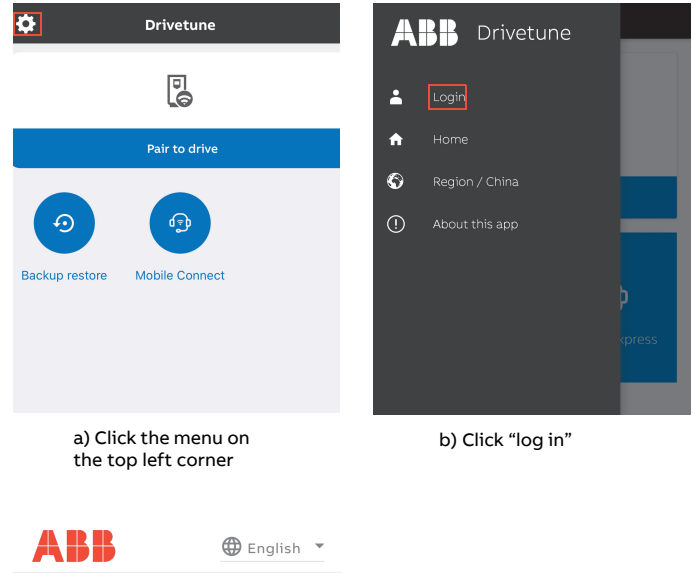 Drivetune
Pair to drive
Backup restore
Mobile Connect
a) Click the menu on
the top left corner
ABB Drivetune
Login
Home
Region / China
About this app
xpress
b) Click “log in”
ABB
English